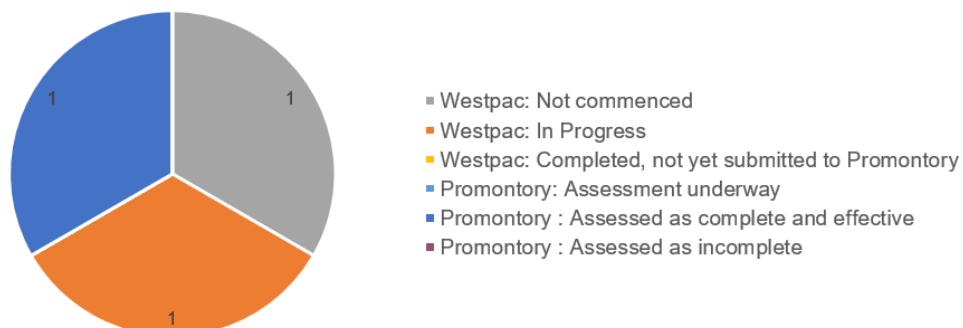 1
1
1
Westpac: Not commenced
Westpac: In Progress
Westpac: Completed, not yet submitted to Promontory
Promontory: Assessment underway
Promontory : Assessed as complete and effective
Promontory : Assessed as incomplete